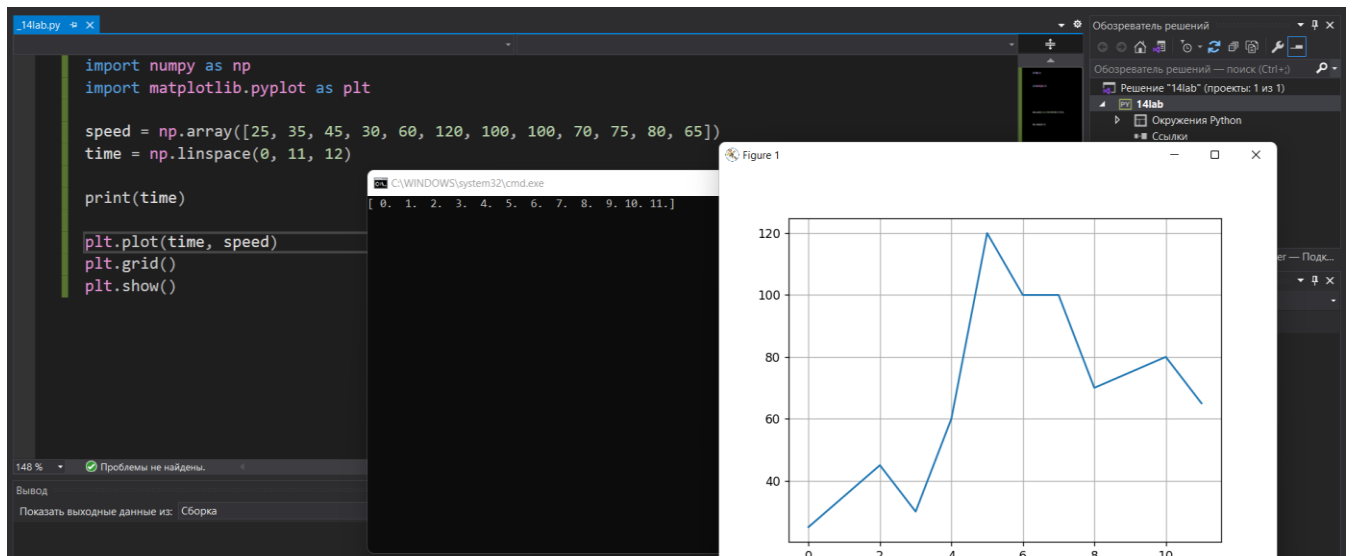 _14lab.py
Обозреватель решений
import numpy as np
Обозреватель решений — поиск (Ctrl+;)
import matplotlib.pyplot as plt
Решение "14lab" (проекты: 1 из 1)
PY 14lab
Окружения Python
speed = np.array([25, 35, 45, 30, 60, 120, 100, 100, 70, 75, 80, 65])
Ссылки
time = np.linspace(0, 11, 12)
Figure 1
C:\WINDOWS\system32\cmd.exe
print(time)
[ 0. 1. 2. 3. 4. 5. 6. 7. 8. 9. 10. 11.]
plt.plot(time, speed)
plt.grid()
plt.show()
er — Подк...
120
100
80
60
40
0 2 4 6 8 10
148 %
Проблемы не найдены.
Вывод
Показать выходные данные из: Сборка